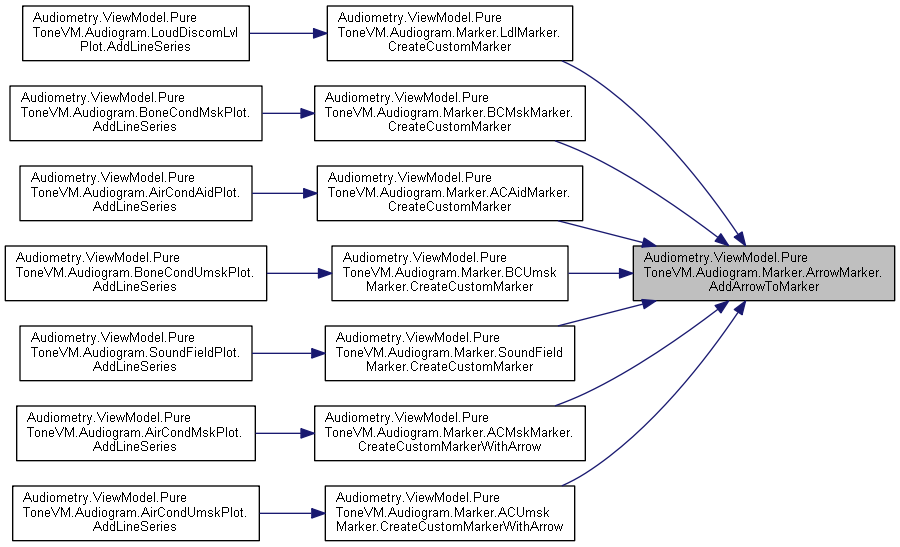 Audiometry.ViewModel.Pure
ToneVM.Audiogram.LoudDiscomLvl
Plot.AddLineSeries
Audiometry.ViewModel.Pure
ToneVM.Audiogram.Marker.LdlMarker.
CreateCustomMarker
Audiometry.ViewModel.Pure
ToneVM.Audiogram.BoneCondMskPlot.
AddLineSeries
Audiometry.ViewModel.Pure
ToneVM.Audiogram.Marker.BCMskMarker.
CreateCustomMarker
Audiometry.ViewModel.Pure
ToneVM.Audiogram.AirCondAidPlot.
AddLineSeries
Audiometry.ViewModel.Pure
ToneVM.Audiogram.Marker.ACAidMarker.
CreateCustomMarker
Audiometry.ViewModel.Pure
ToneVM.Audiogram.BoneCondUmskPlot.
AddLineSeries
Audiometry.ViewModel.Pure
ToneVM.Audiogram.Marker.BCUmsk
Marker.CreateCustomMarker
Audiometry.ViewModel.Pure
ToneVM.Audiogram.Marker.ArrowMarker.
AddArrowToMarker
Audiometry.ViewModel.Pure
ToneVM.Audiogram.SoundFieldPlot.
AddLineSeries
Audiometry.ViewModel.Pure
ToneVM.Audiogram.Marker.SoundField
Marker.CreateCustomMarker
Audiometry.ViewModel.Pure
ToneVM.Audiogram.AirCondMskPlot.
AddLineSeries
Audiometry.ViewModel.Pure
ToneVM.Audiogram.Marker.ACMskMarker.
CreateCustomMarkerWithArrow
Audiometry.ViewModel.Pure
ToneVM.Audiogram.AirCondUmskPlot.
AddLineSeries
Audiometry.ViewModel.Pure
ToneVM.Audiogram.Marker.ACUmsk
Marker.CreateCustomMarkerWithArrow